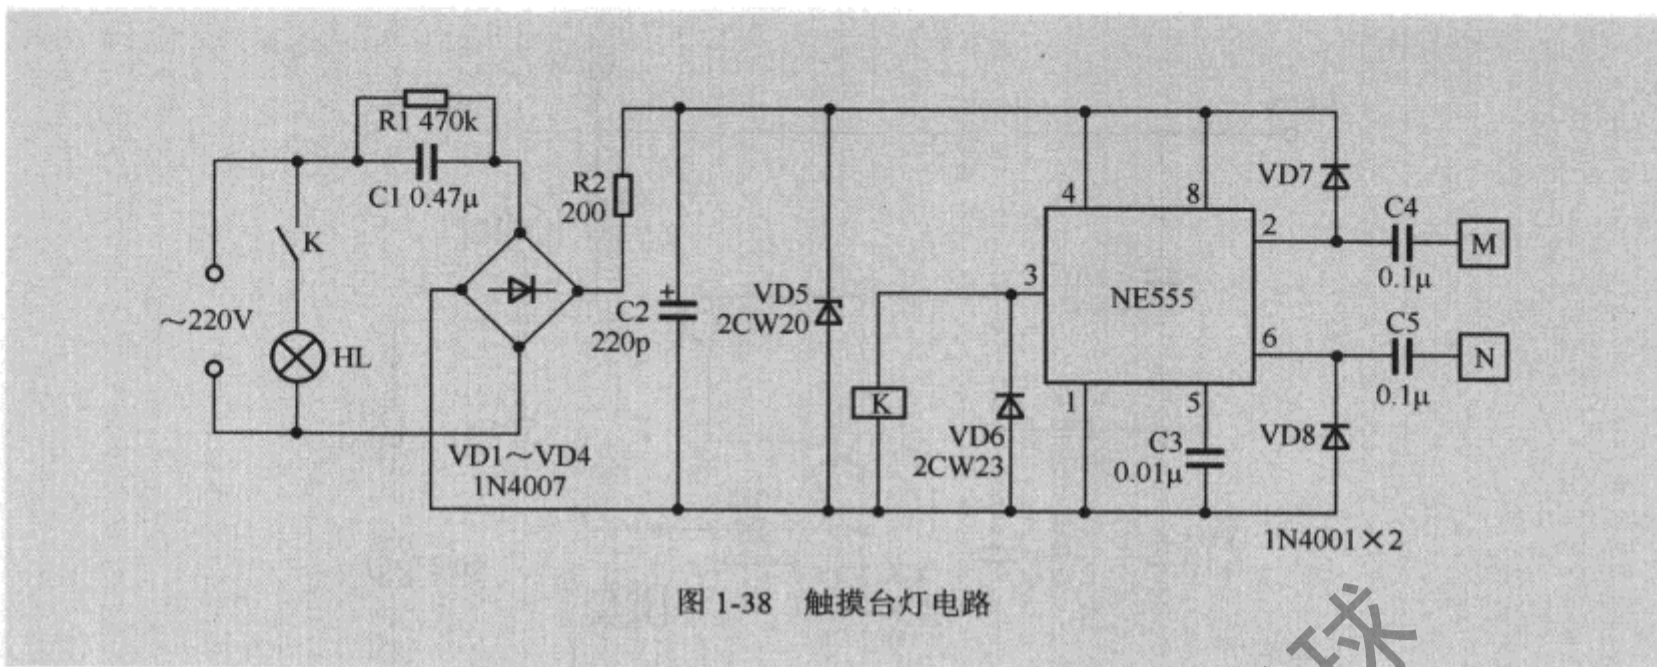 R1 470k
C1 0.47μ
K
～220V
HL
R2
200
VD1～VD4
1N4007
+
C2
220p
VD5
2CW20
K
VD6
2CW23
3
4
8
2
6
1
5
NE555
C3
0.01μ
VD7
C4
0.1μ
M
C5
0.1μ
N
VD8
1N4001×2
图 1-38 触摸台灯电路
球